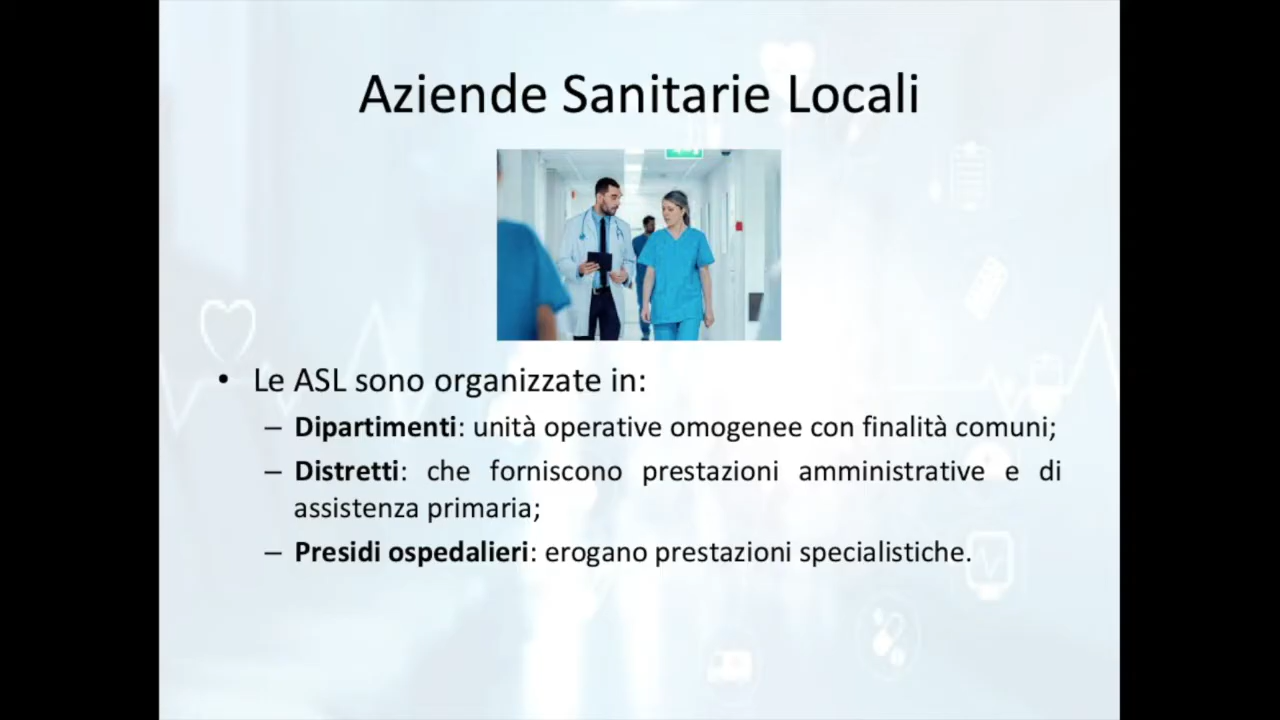 Aziende Sanitarie Locali
• Le ASL sono organizzate in:
– Dipartimenti: unità operative omogenee con finalità comuni;
– Distretti: che forniscono prestazioni amministrative e di
assistenza primaria;
– Presidi ospedalieri: erogano prestazioni specialistiche.